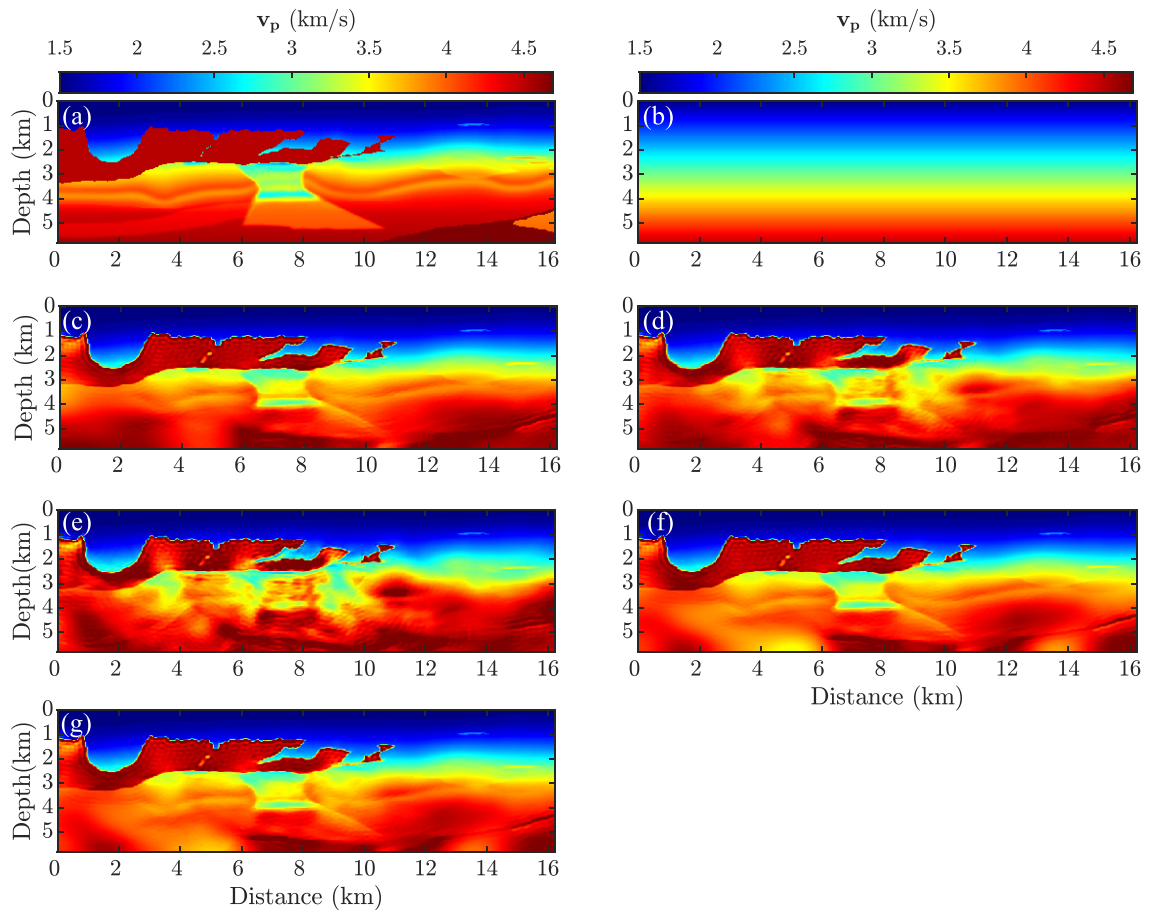 v_p (km/s) v_p (km/s)
1.5 2 2.5 3 3.5 4 4.5 1.5 2 2.5 3 3.5 4 4.5
(a) (b)
Depth (km)
0 1 2 3 4 5
0 1 2 3 4 5
0 2 4 6 8 10 12 14 16 0 2 4 6 8 10 12 14 16
(c) (d)
Depth (km)
0 1 2 3 4 5
0 1 2 3 4 5
0 2 4 6 8 10 12 14 16 0 2 4 6 8 10 12 14 16
(e) (f)
Depth(km)
0 1 2 3 4 5
0 1 2 3 4 5
0 2 4 6 8 10 12 14 16 0 2 4 6 8 10 12 14 16
Distance (km)
(g)
Depth(km)
0 1 2 3 4 5
0 2 4 6 8 10 12 14 16
Distance (km)